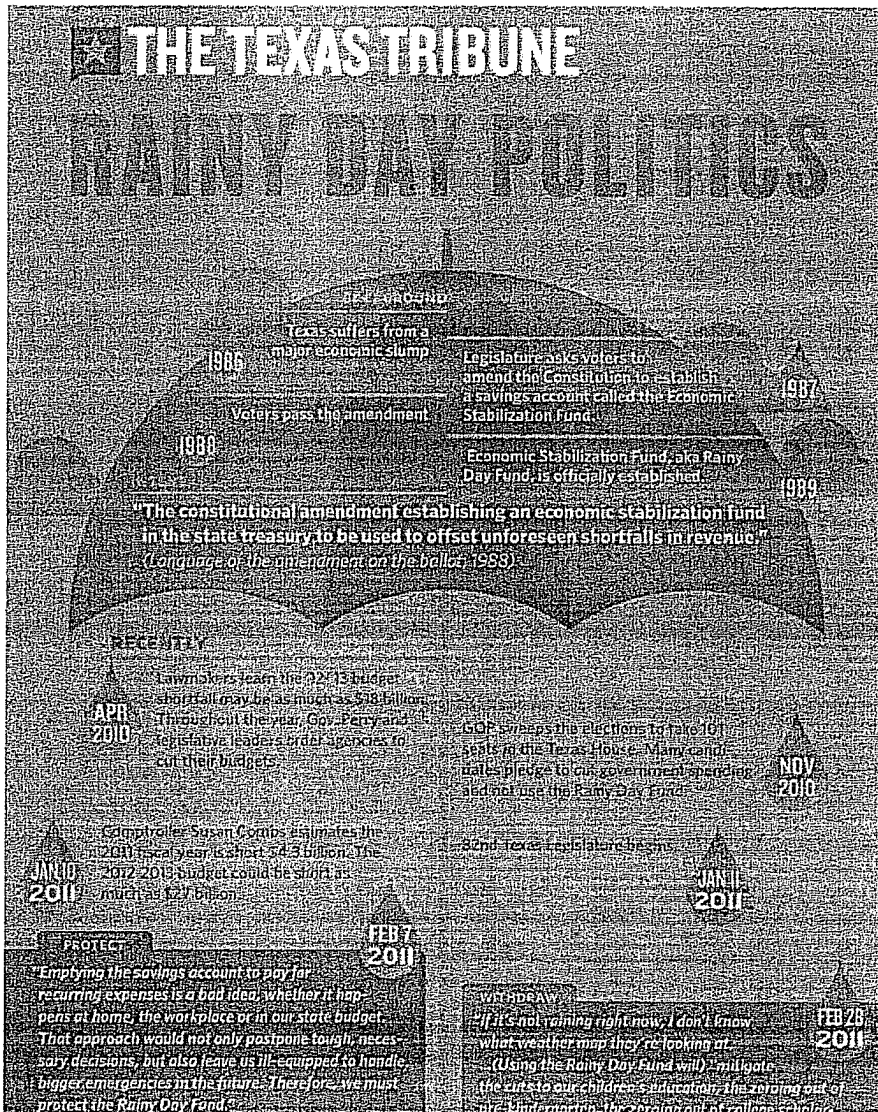 THE TEXAS TRIBUNE
RAINY DAY POLITICS
BACKGROUND
1986
Texas suffers from a
major economic slump
Legislature asks voters to
amend the Constitution to establish
a savings account called the Economic
Stabilization Fund.
1987
Voters pass the amendment
1988
Economic Stabilization Fund, aka Rainy
Day Fund, is officially established.
1989
"The constitutional amendment establishing an economic stabilization fund
in the state treasury to be used to offset unforeseen shortfalls in revenue."
(Language of the amendment on the ballot, 1988)
RECENTLY
APR
2010
Lawmakers learn the '12-'13 budget
shortfall may be as much as $18 billion.
Throughout the year, Gov. Perry and
legislative leaders order agencies to
cut their budgets.
GOP sweeps the elections to take 101
seats in the Texas House. Many candi-
dates pledge to cut government spending
and not use the Rainy Day Fund.
NOV
2010
JAN 10
2011
Comptroller Susan Combs estimates the
2011 fiscal year is short $4.3 billion. The
2012-2013 budget could be short as
much as $27 billion.
82nd Texas Legislature begins
JAN 11
2011
FEB 7
2011
PROTECT
"Emptying the savings account to pay for
recurring expenses is a bad idea, whether it hap-
pens at home, the workplace or in our state budget.
That approach would not only postpone tough, neces-
sary decisions, but also leave us ill-equipped to handle
bigger emergencies in the future. Therefore, we must
protect the Rainy Day Fund."
WITHDRAW
FEB 28
2011
"If it's not raining right now, I don't know
what weather map they're looking at.
...(Using the Rainy Day Fund will) mitigate
the cuts to our children's education, the zeroing out of
pre-kindergarten, the zeroing out of